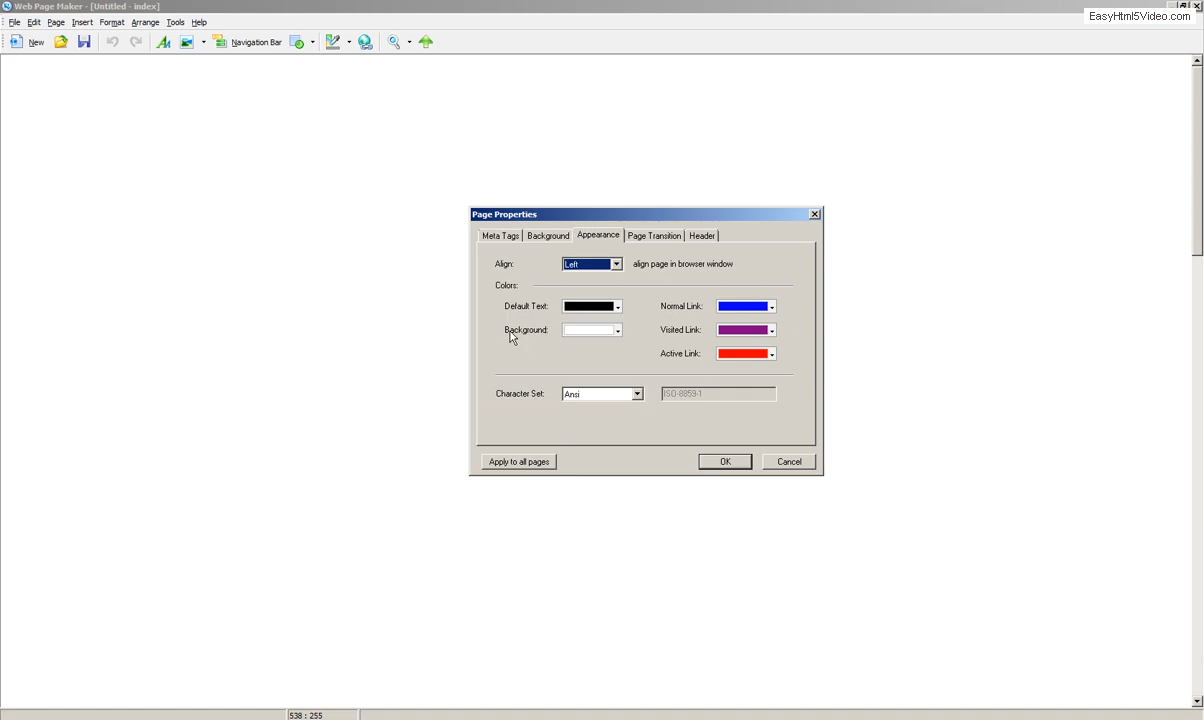 Web Page Maker - [Untitled - index]
EasyHtml5Video.com
File Edit Page Insert Format Arrange Tools Help
New Navigation Bar
Page Properties
Meta Tags Background Appearance Page Transition Header
Align: Left align page in browser window
Colors:
Default Text: Normal Link:
Background: Visited Link:
Active Link:
Character Set: Ansi ISO-8859-1
Apply to all pages OK Cancel
538 : 255